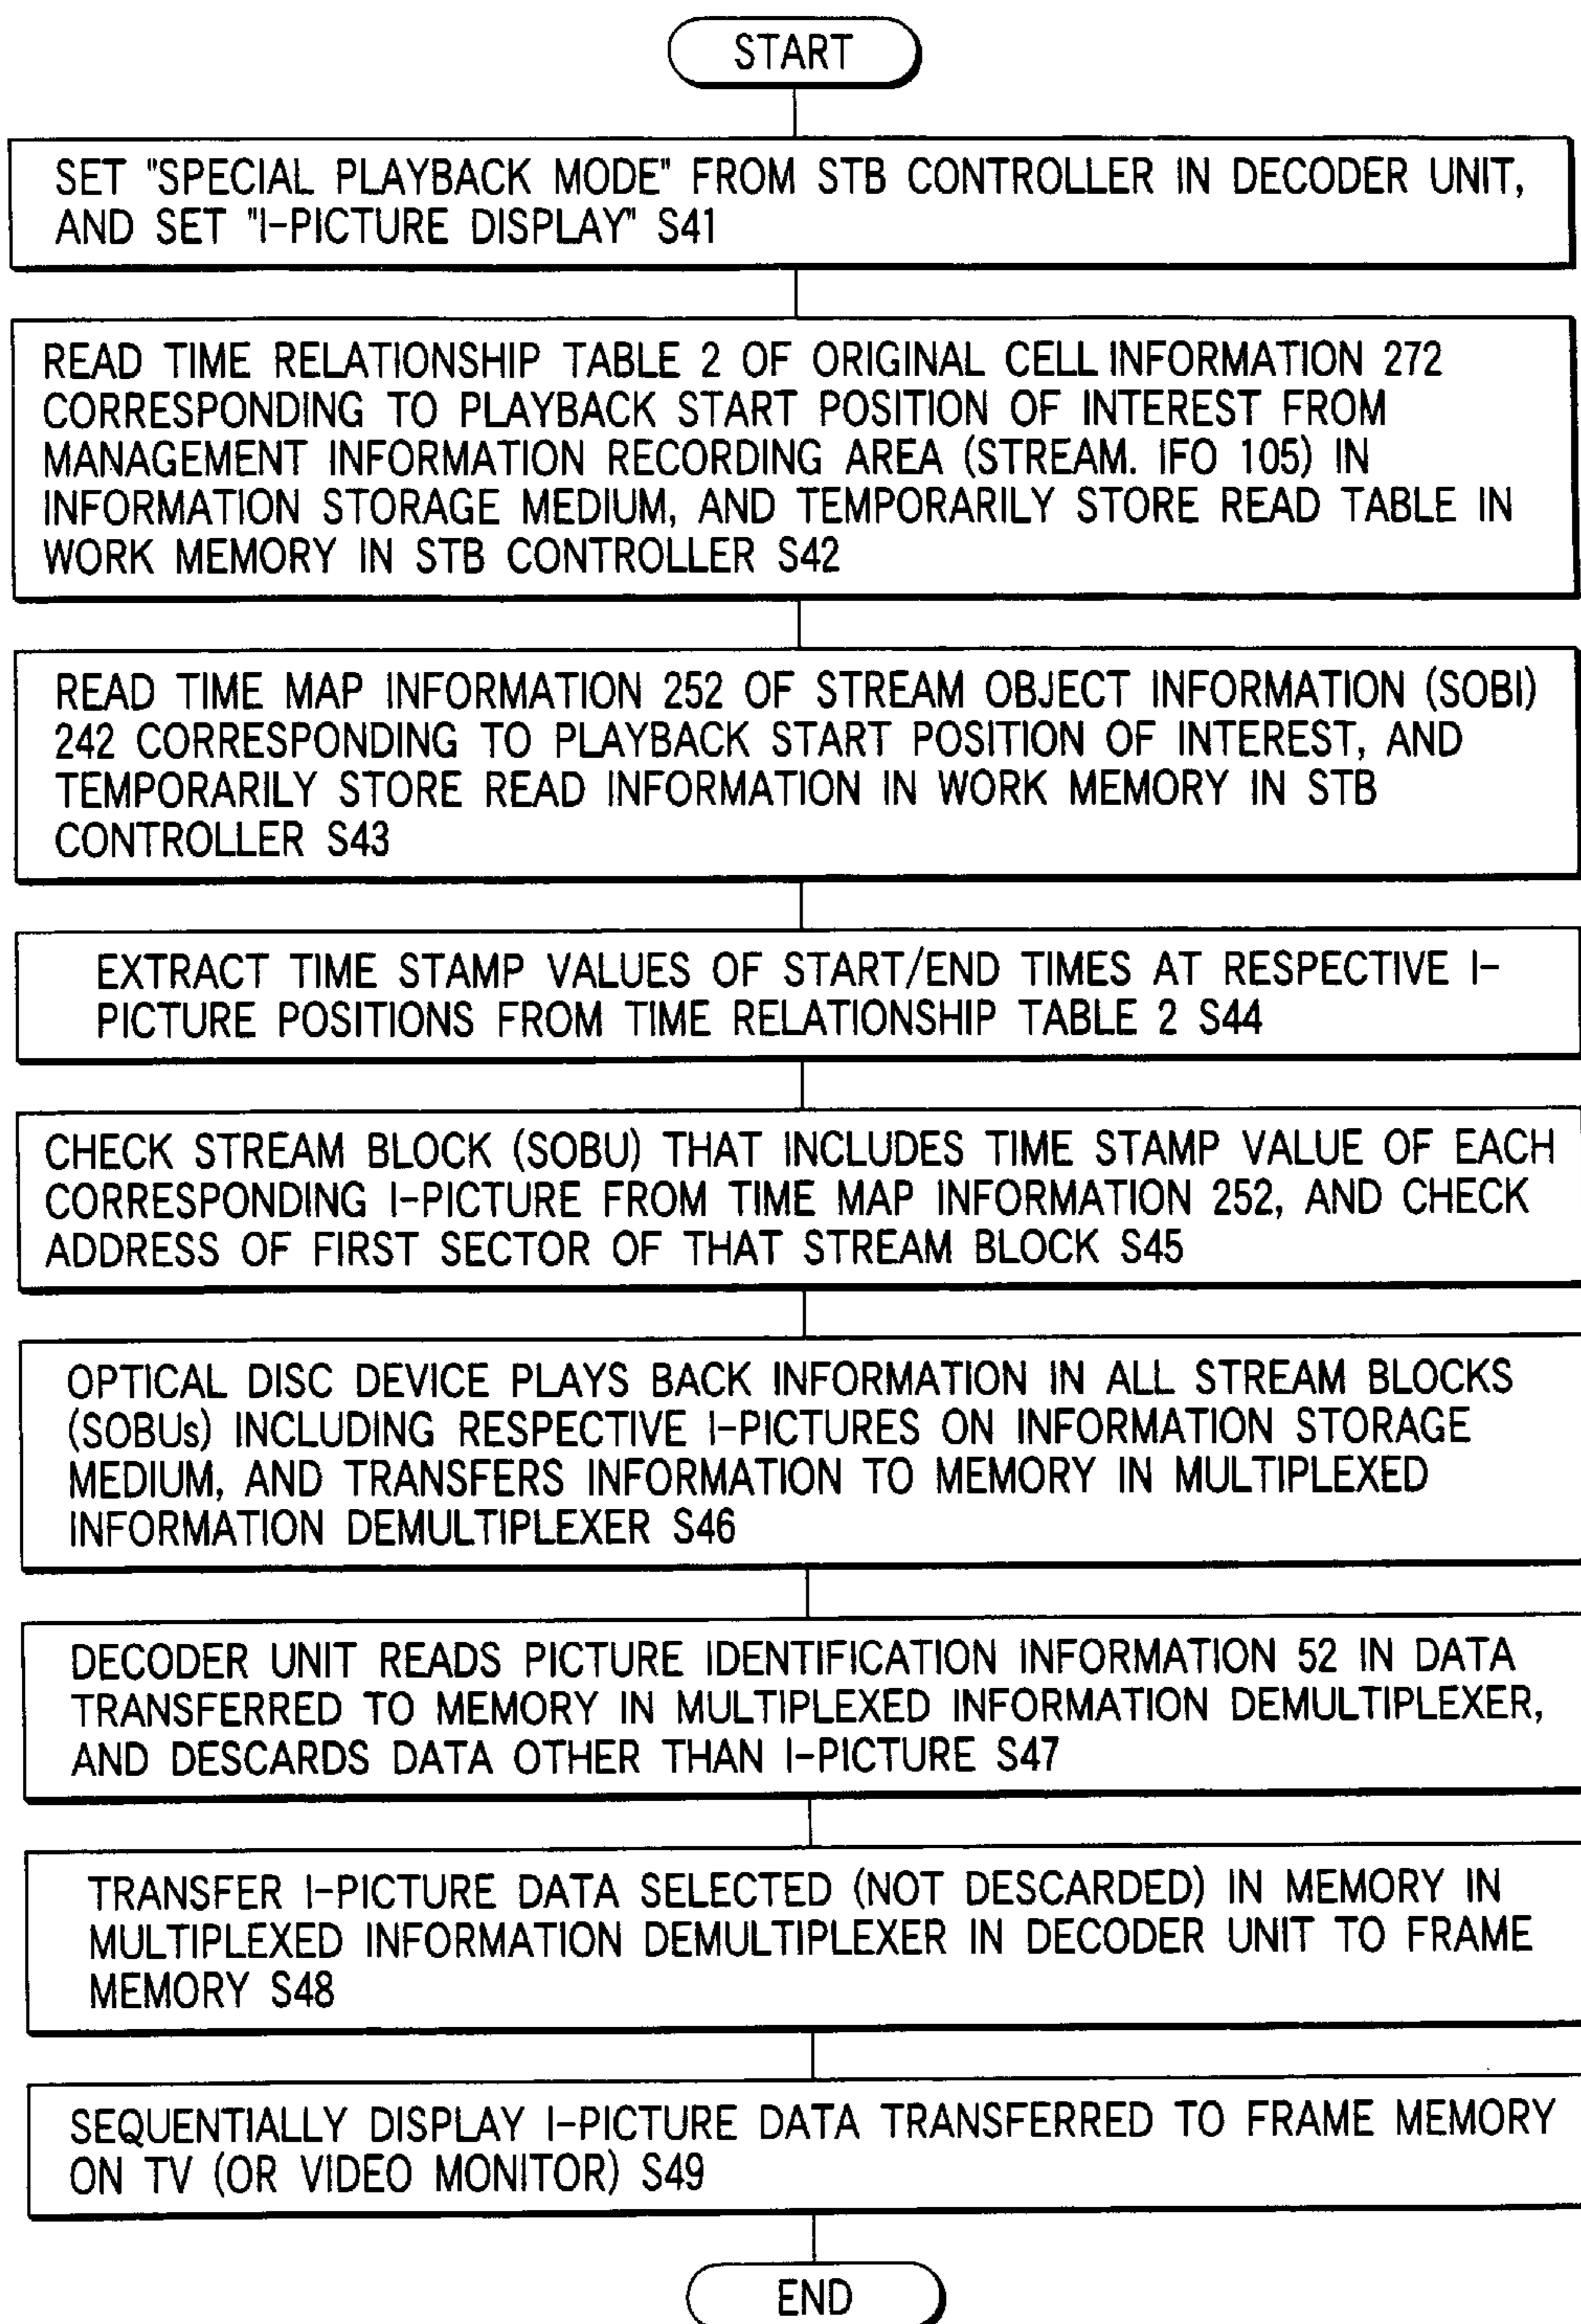 START
SET "SPECIAL PLAYBACK MODE" FROM STB CONTROLLER IN DECODER UNIT,
AND SET "I-PICTURE DISPLAY" S41
READ TIME RELATIONSHIP TABLE 2 OF ORIGINAL CELL INFORMATION 272
CORRESPONDING TO PLAYBACK START POSITION OF INTEREST FROM
MANAGEMENT INFORMATION RECORDING AREA (STREAM. IFO 105) IN
INFORMATION STORAGE MEDIUM, AND TEMPORARILY STORE READ TABLE IN
WORK MEMORY IN STB CONTROLLER S42
READ TIME MAP INFORMATION 252 OF STREAM OBJECT INFORMATION (SOBI)
242 CORRESPONDING TO PLAYBACK START POSITION OF INTEREST, AND
TEMPORARILY STORE READ INFORMATION IN WORK MEMORY IN STB
CONTROLLER S43
EXTRACT TIME STAMP VALUES OF START/END TIMES AT RESPECTIVE I-
PICTURE POSITIONS FROM TIME RELATIONSHIP TABLE 2 S44
CHECK STREAM BLOCK (SOBU) THAT INCLUDES TIME STAMP VALUE OF EACH
CORRESPONDING I-PICTURE FROM TIME MAP INFORMATION 252, AND CHECK
ADDRESS OF FIRST SECTOR OF THAT STREAM BLOCK S45
OPTICAL DISC DEVICE PLAYS BACK INFORMATION IN ALL STREAM BLOCKS
(SOBUs) INCLUDING RESPECTIVE I-PICTURES ON INFORMATION STORAGE
MEDIUM, AND TRANSFERS INFORMATION TO MEMORY IN MULTIPLEXED
INFORMATION DEMULTIPLEXER S46
DECODER UNIT READS PICTURE IDENTIFICATION INFORMATION 52 IN DATA
TRANSFERRED TO MEMORY IN MULTIPLEXED INFORMATION DEMULTIPLEXER,
AND DESCARDS DATA OTHER THAN I-PICTURE S47
TRANSFER I-PICTURE DATA SELECTED (NOT DESCARDED) IN MEMORY IN
MULTIPLEXED INFORMATION DEMULTIPLEXER IN DECODER UNIT TO FRAME
MEMORY S48
SEQUENTIALLY DISPLAY I-PICTURE DATA TRANSFERRED TO FRAME MEMORY
ON TV (OR VIDEO MONITOR) S49
END